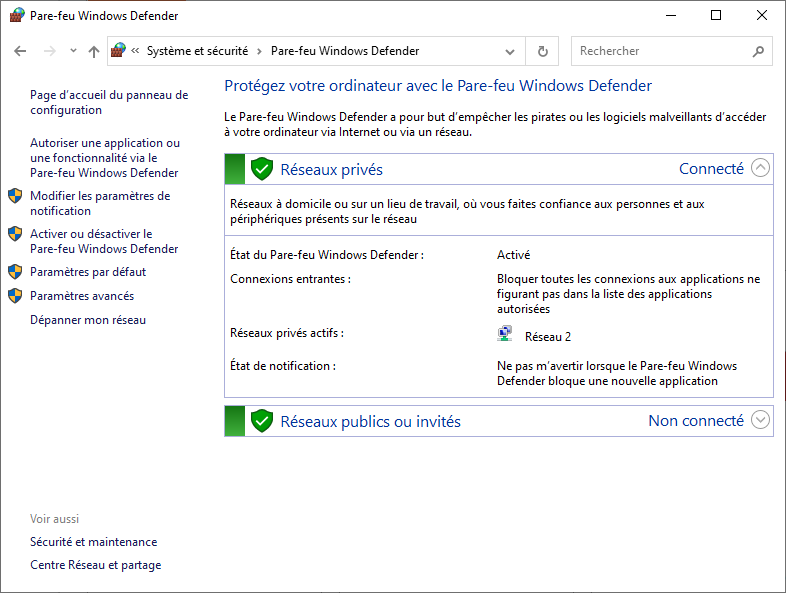 Pare-feu Windows Defender
« Système et sécurité › Pare-feu Windows Defender
Rechercher
Page d’accueil du panneau de
configuration
Autoriser une application ou
une fonctionnalité via le
Pare-feu Windows Defender
Modifier les paramètres de
notification
Activer ou désactiver le
Pare-feu Windows Defender
Paramètres par défaut
Paramètres avancés
Dépanner mon réseau
Voir aussi
Sécurité et maintenance
Centre Réseau et partage
Protégez votre ordinateur avec le Pare-feu Windows Defender
Le Pare-feu Windows Defender a pour but d’empêcher les pirates ou les logiciels malveillants d’accéder
à votre ordinateur via Internet ou via un réseau.
Réseaux privés Connecté
Réseaux à domicile ou sur un lieu de travail, où vous faites confiance aux personnes et aux
périphériques présents sur le réseau
État du Pare-feu Windows Defender : Activé
Connexions entrantes : Bloquer toutes les connexions aux applications ne
figurant pas dans la liste des applications
autorisées
Réseaux privés actifs : Réseau 2
État de notification : Ne pas m’avertir lorsque le Pare-feu Windows
Defender bloque une nouvelle application
Réseaux publics ou invités Non connecté